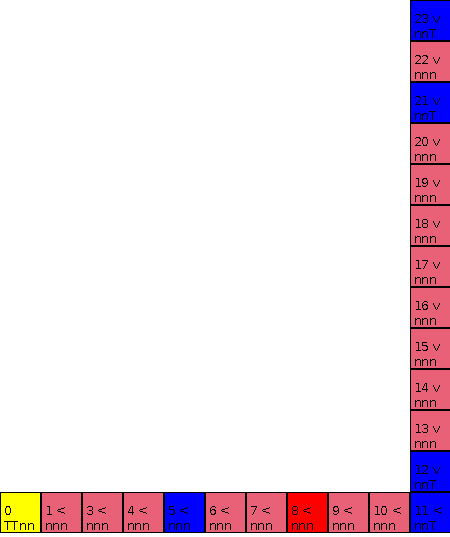 23 v
nnT
22 v
nnn
21 v
nnT
20 v
nnn
19 v
nnn
18 v
nnn
17 v
nnn
16 v
nnn
15 v
nnn
14 v
nnn
13 v
nnn
12 v
nnT
0
TTnn
1 <
nnn
3 <
nnn
4 <
nnn
5 <
nnn
6 <
nnn
7 <
nnn
8 <
nnn
9 <
nnn
10 <
nnn
11 <
nnT